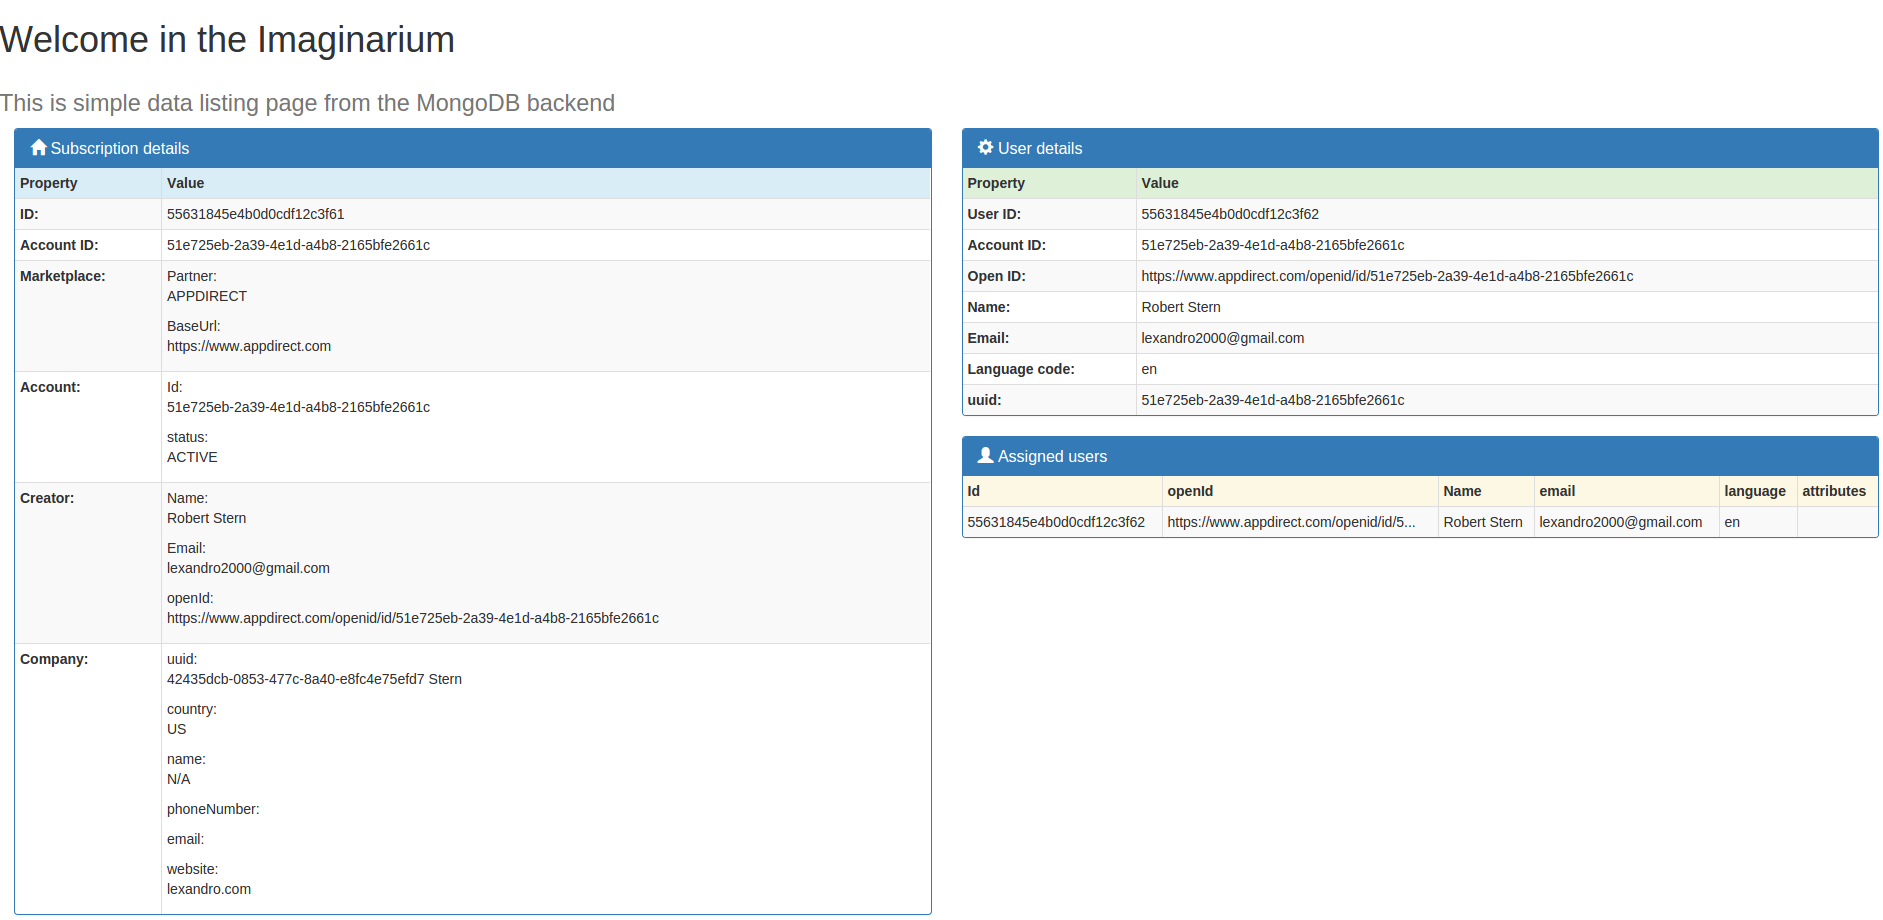 Welcome in the Imaginarium
This is simple data listing page from the MongoDB backend
Subscription details
Property Value
ID: 55631845e4b0d0cdf12c3f61
Account ID: 51e725eb-2a39-4e1d-a4b8-2165bfe2661c
Marketplace: Partner:
APPDIRECT
BaseUrl:
https://www.appdirect.com
Account: Id:
51e725eb-2a39-4e1d-a4b8-2165bfe2661c
status:
ACTIVE
Creator: Name:
Robert Stern
Email:
lexandro2000@gmail.com
openId:
https://www.appdirect.com/openid/id/51e725eb-2a39-4e1d-a4b8-2165bfe2661c
Company: uuid:
42435dcb-0853-477c-8a40-e8fc4e75efd7 Stern
country:
US
name:
N/A
phoneNumber:
email:
website:
lexandro.com
User details
Property Value
User ID: 55631845e4b0d0cdf12c3f62
Account ID: 51e725eb-2a39-4e1d-a4b8-2165bfe2661c
Open ID: https://www.appdirect.com/openid/id/51e725eb-2a39-4e1d-a4b8-2165bfe2661c
Name: Robert Stern
Email: lexandro2000@gmail.com
Language code: en
uuid: 51e725eb-2a39-4e1d-a4b8-2165bfe2661c
Assigned users
Id openId Name email language attributes
55631845e4b0d0cdf12c3f62 https://www.appdirect.com/openid/id/5... Robert Stern lexandro2000@gmail.com en